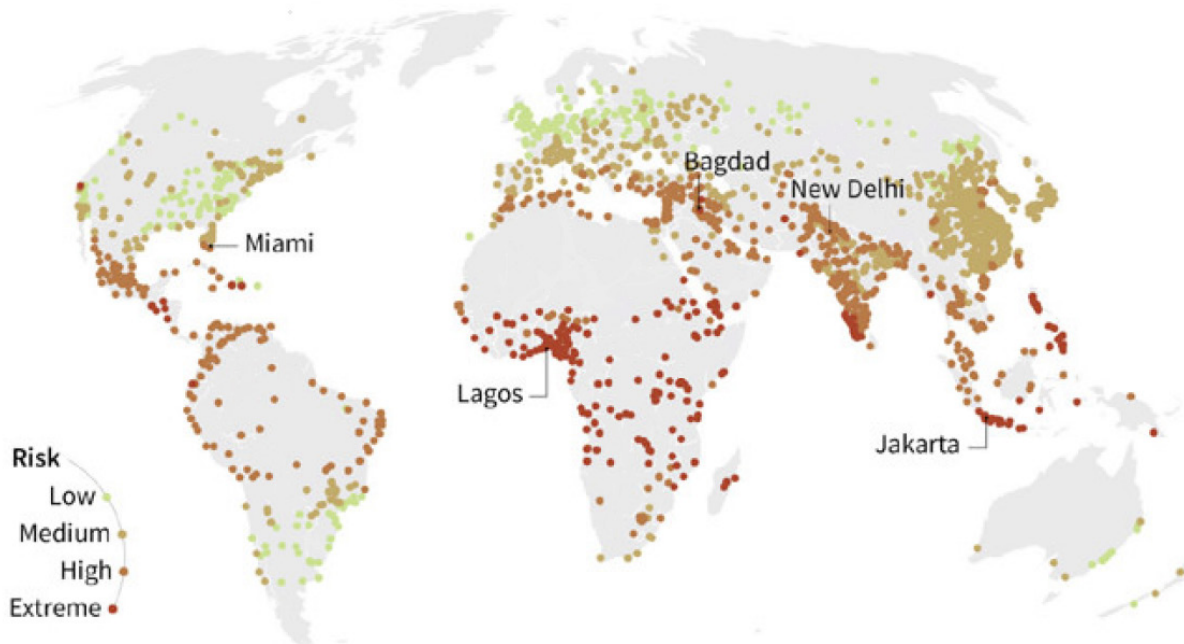 Bagdad
New Delhi
Miami
Lagos
Jakarta
Risk
Low
Medium
High
Extreme